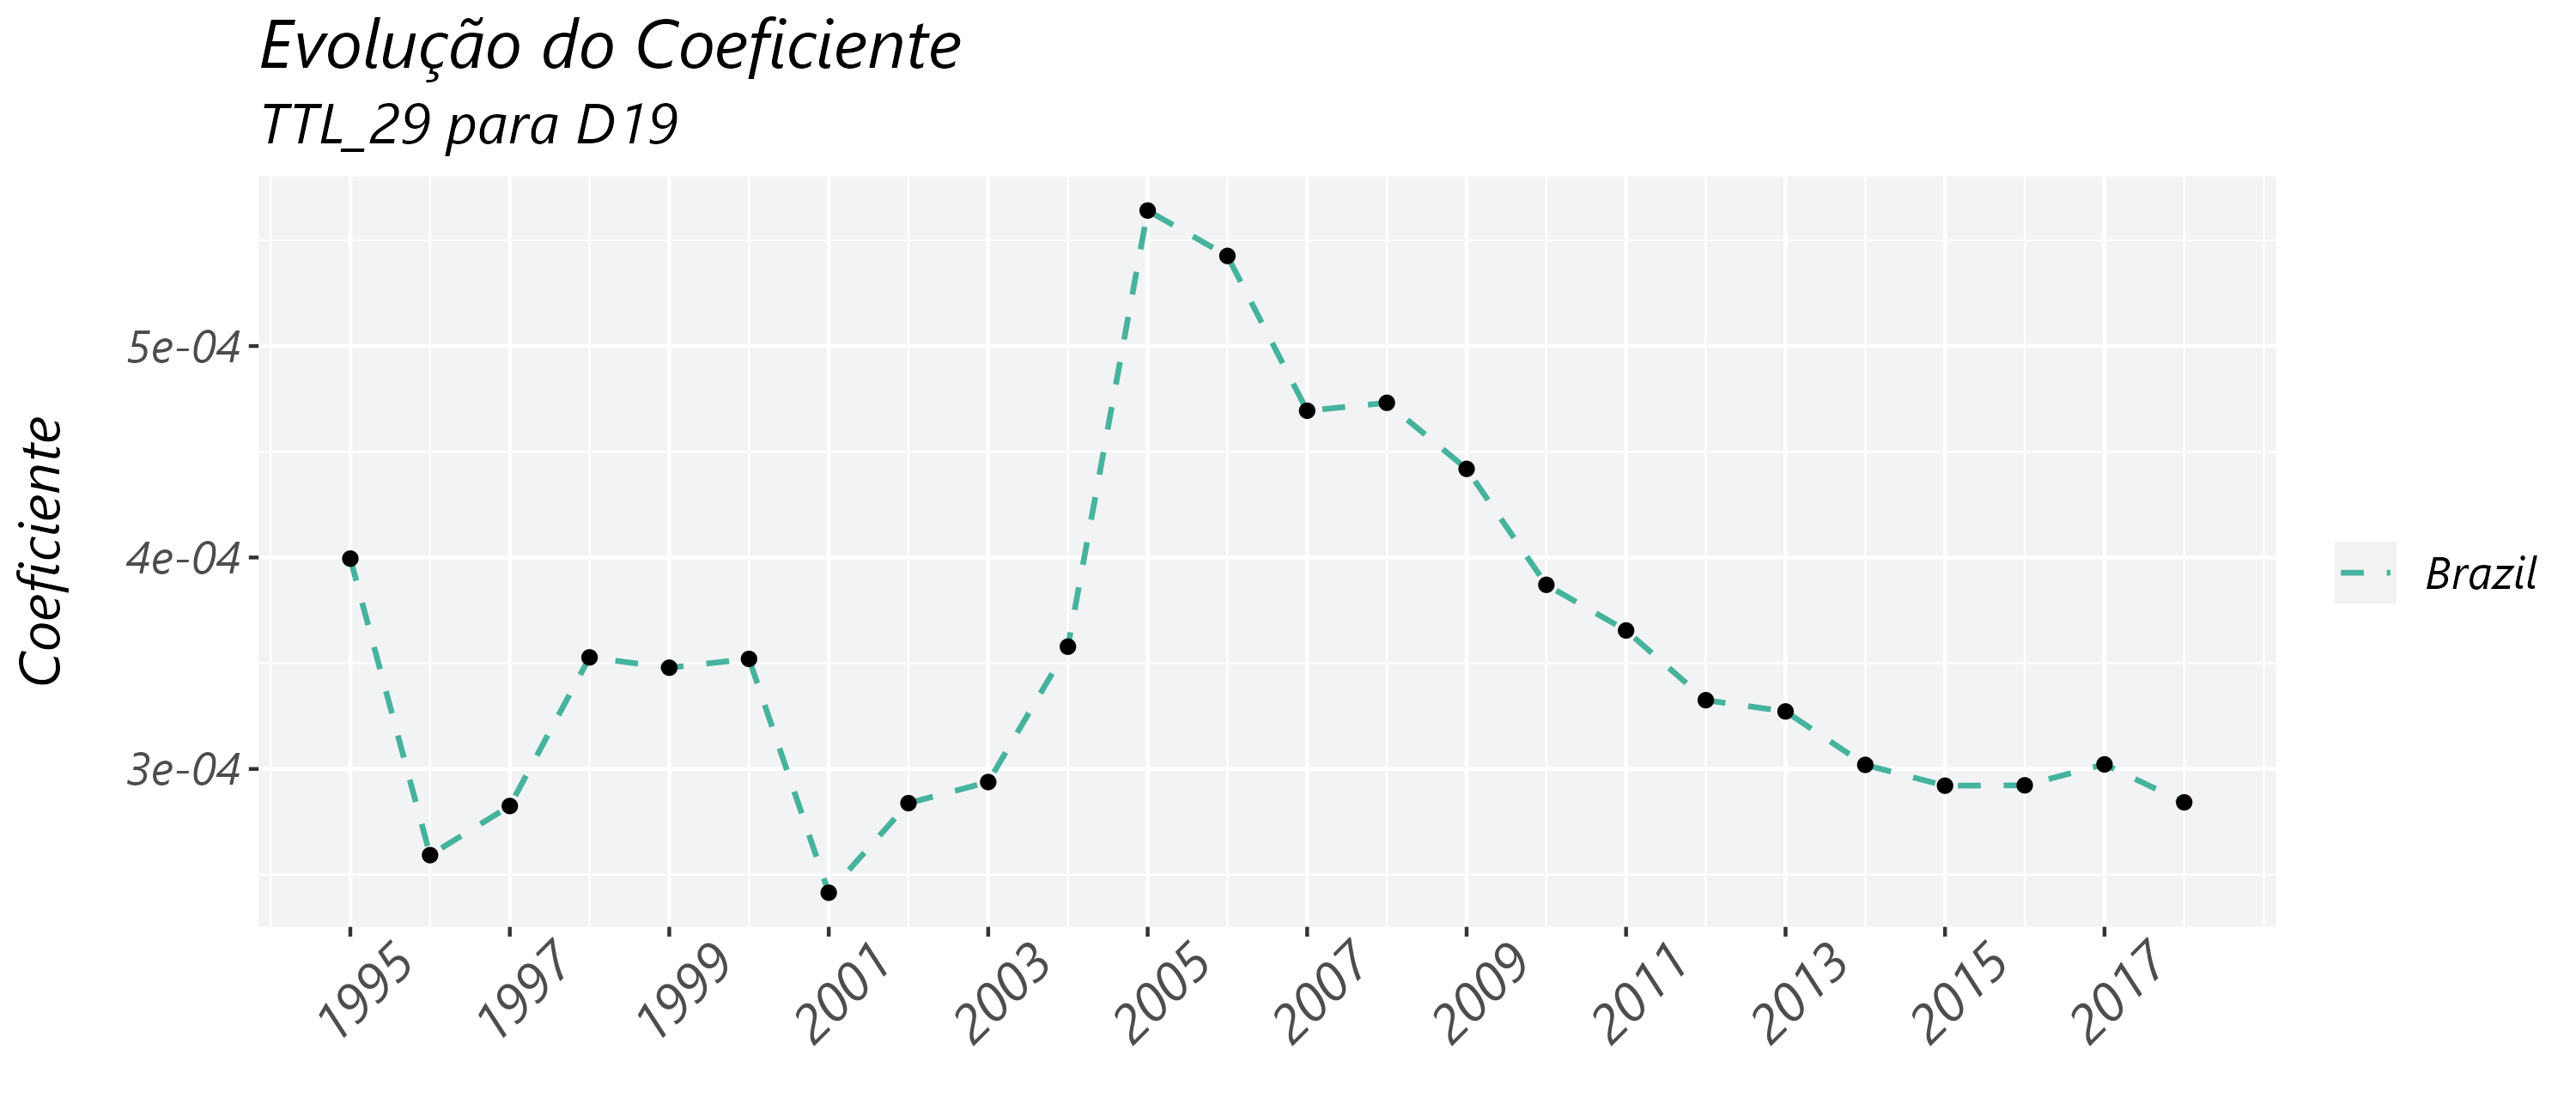 Evolução do Coeficiente
TTL_29 para D19
Coeficiente
5e-04
4e-04
3e-04
1995
1997
1999
2001
2003
2005
2007
2009
2011
2013
2015
2017
Brazil